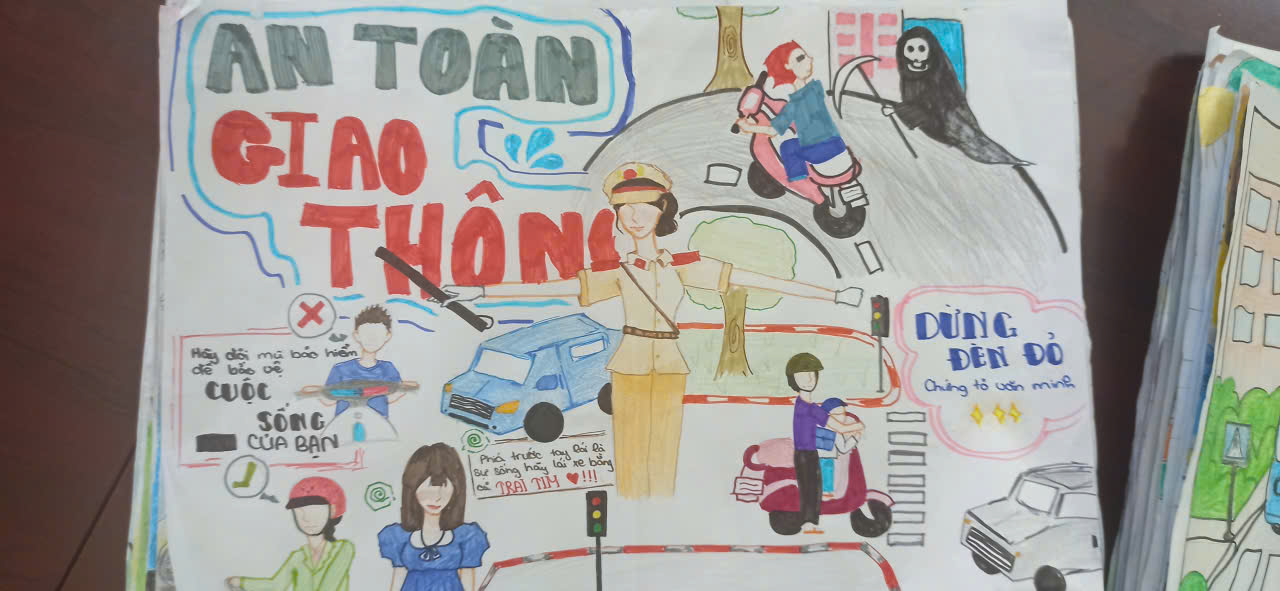 AN TOÀN
GIAO
THÔNG
Hãy đội mũ bảo hiểm
để bảo vệ
CUỘC
SỐNG
CỦA BẠN
Phía trước tay lái là
sự sống hãy lái xe bằng
cả TRÁI TIM ♥!!!
DỪNG
ĐÈN ĐỎ
Chứng tỏ văn minh